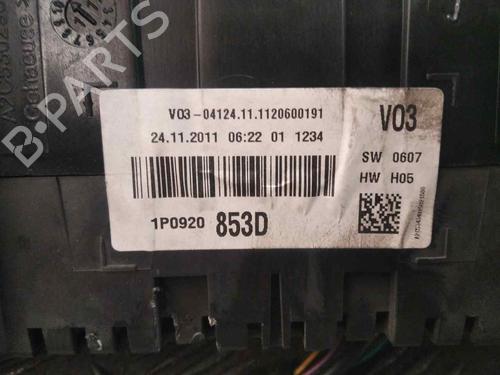 V03-04124.11.1120600191
24.11.2011 06:22 01 1234
V03
SW 0607
HW H05
1P0920 853D
B-Parts